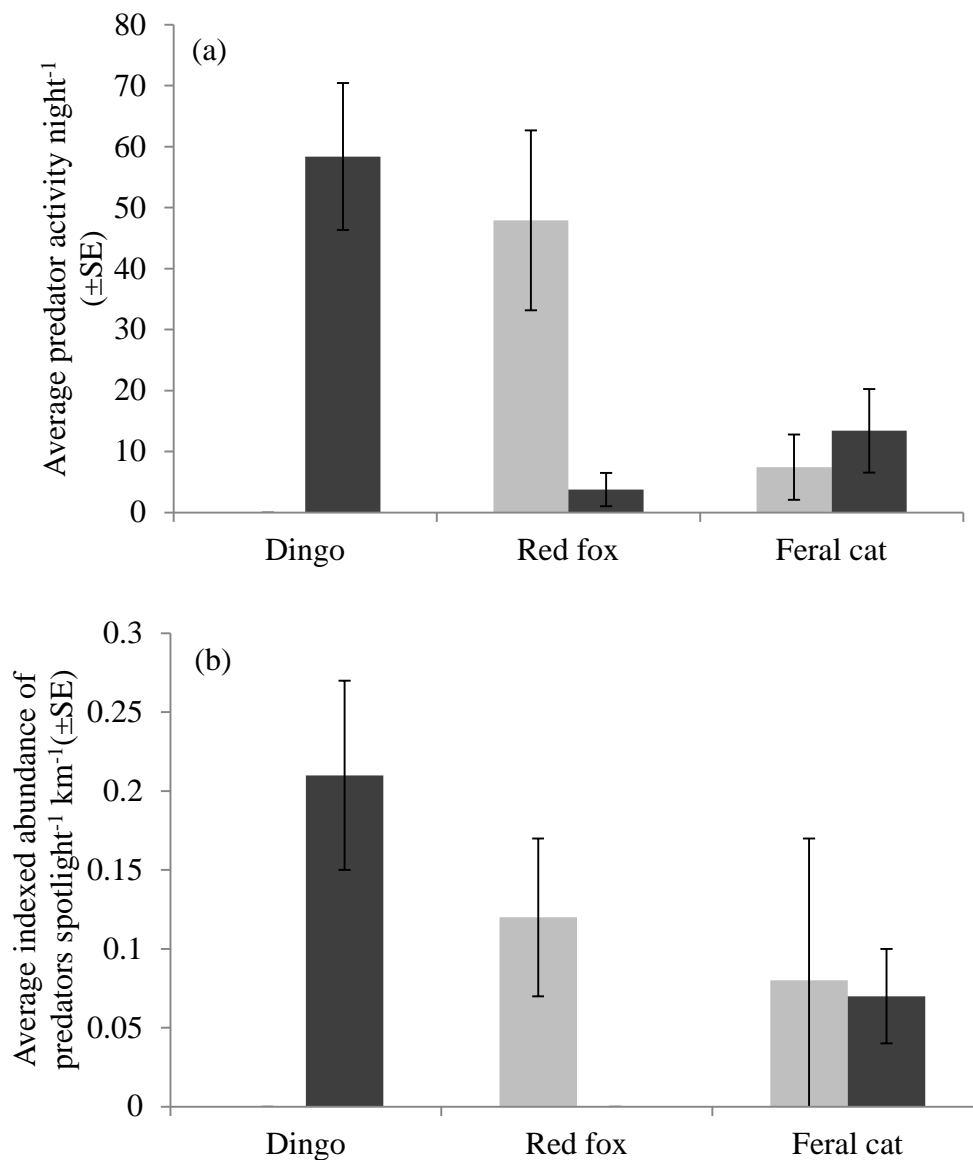 (a)
Average predator activity night⁻¹
(±SE)
80
70
60
50
40
30
20
10
0
Dingo Red fox Feral cat
(b)
Average indexed abundance of
predators spotlight⁻¹ km⁻¹(±SE)
0.3
0.25
0.2
0.15
0.1
0.05
0
Dingo Red fox Feral cat